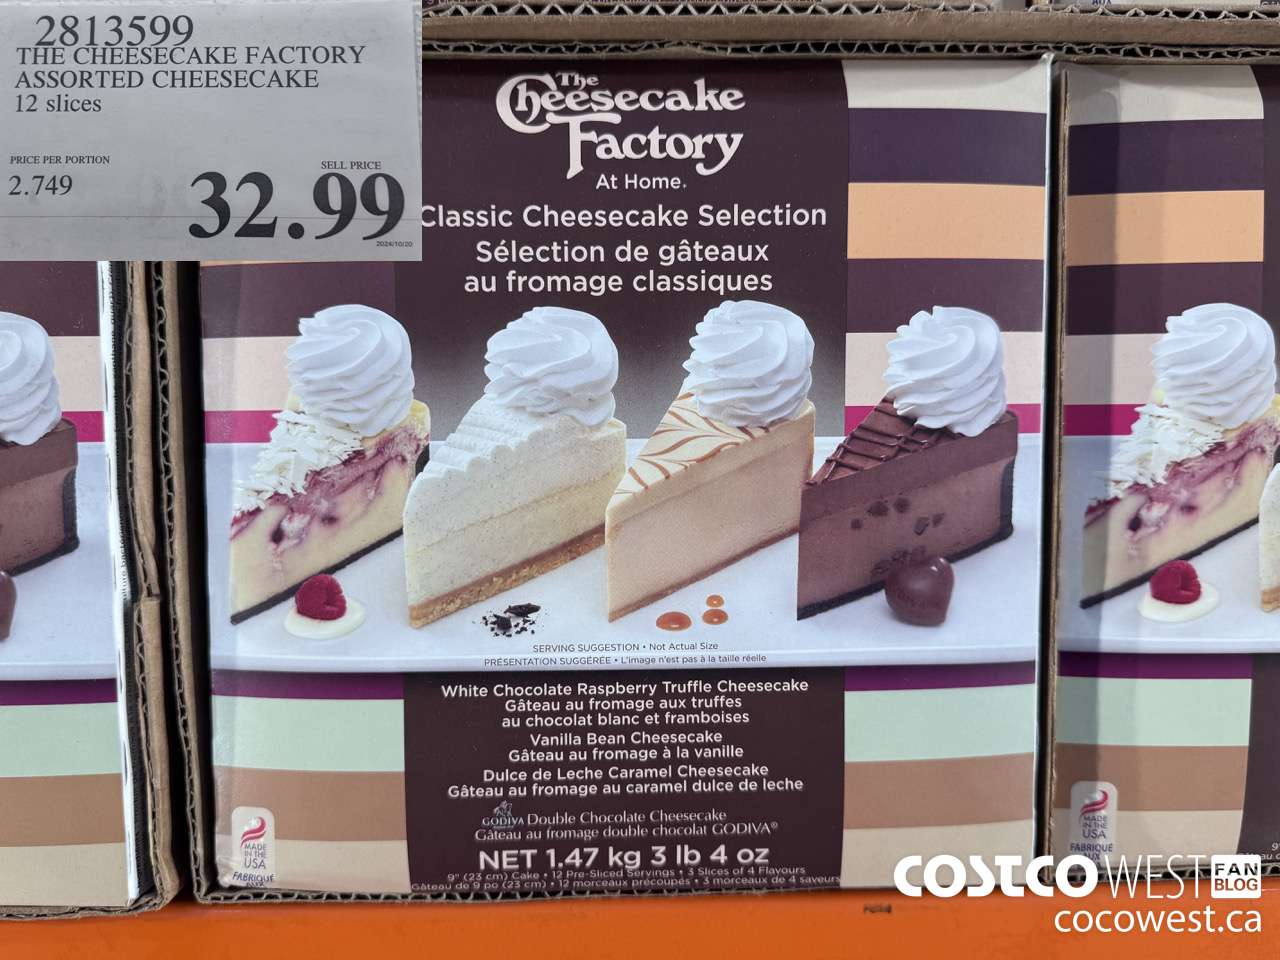 2813599
THE CHEESECAKE FACTORY
ASSORTED CHEESECAKE
12 slices
PRICE PER PORTION
2.749
SELL PRICE
32.99
2024/10/20
The
Cheesecake
Factory
At Home.
Classic Cheesecake Selection
Sélection de gâteaux
au fromage classiques
SERVING SUGGESTION • Not Actual Size
PRÉSENTATION SUGGÉRÉE • L'image n'est pas à la taille réelle
White Chocolate Raspberry Truffle Cheesecake
Gâteau au fromage aux truffes
au chocolat blanc et framboises
Vanilla Bean Cheesecake
Gâteau au fromage à la vanille
Dulce de Leche Caramel Cheesecake
Gâteau au fromage au caramel dulce de leche
GODIVA Double Chocolate Cheesecake
Gâteau au fromage double chocolat GODIVA®
NET 1.47 kg 3 lb 4 oz
9" (23 cm) Cake • 12 Pre-Sliced Servings • 3 Slices of 4 Flavours
Gâteau de 9 po (23 cm) • 12 morceaux précoupés • 3 morceaux de 4 saveurs
MADE
IN THE
USA
FABRIQUÉ
AUX
MADE
IN THE
USA
FABRIQUÉ
AUX
COSTCO WEST FAN
BLOG
cocowest.ca